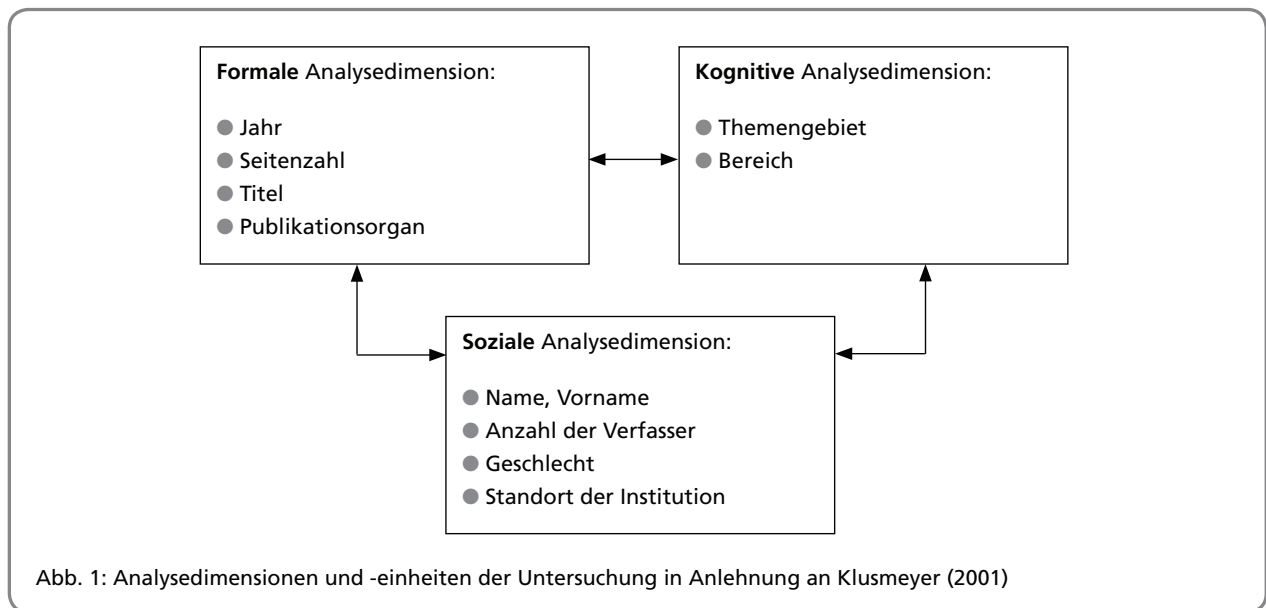 Formale Analysedimension:
● Jahr
● Seitenzahl
● Titel
● Publikationsorgan
Kognitive Analysedimension:
● Themengebiet
● Bereich
Soziale Analysedimension:
● Name, Vorname
● Anzahl der Verfasser
● Geschlecht
● Standort der Institution
Abb. 1: Analysedimensionen und -einheiten der Untersuchung in Anlehnung an Klusmeyer (2001)